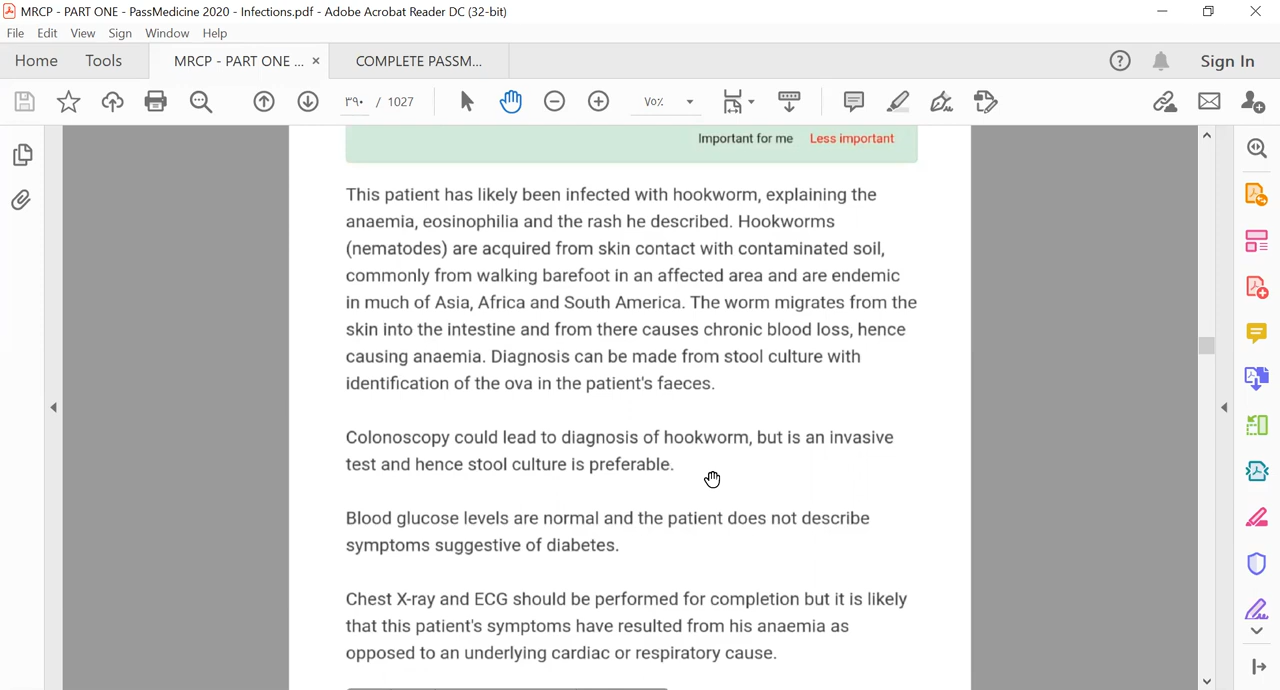 MRCP - PART ONE - PassMedicine 2020 - Infections.pdf - Adobe Acrobat Reader DC (32-bit)
File Edit View Sign Window Help
Home Tools MRCP - PART ONE ... × COMPLETE PASSM... Sign In
٣٩٠ / 1027 ٧٥٪
Important for me Less important
This patient has likely been infected with hookworm, explaining the
anaemia, eosinophilia and the rash he described. Hookworms
(nematodes) are acquired from skin contact with contaminated soil,
commonly from walking barefoot in an affected area and are endemic
in much of Asia, Africa and South America. The worm migrates from the
skin into the intestine and from there causes chronic blood loss, hence
causing anaemia. Diagnosis can be made from stool culture with
identification of the ova in the patient's faeces.
Colonoscopy could lead to diagnosis of hookworm, but is an invasive
test and hence stool culture is preferable.
Blood glucose levels are normal and the patient does not describe
symptoms suggestive of diabetes.
Chest X-ray and ECG should be performed for completion but it is likely
that this patient's symptoms have resulted from his anaemia as
opposed to an underlying cardiac or respiratory cause.